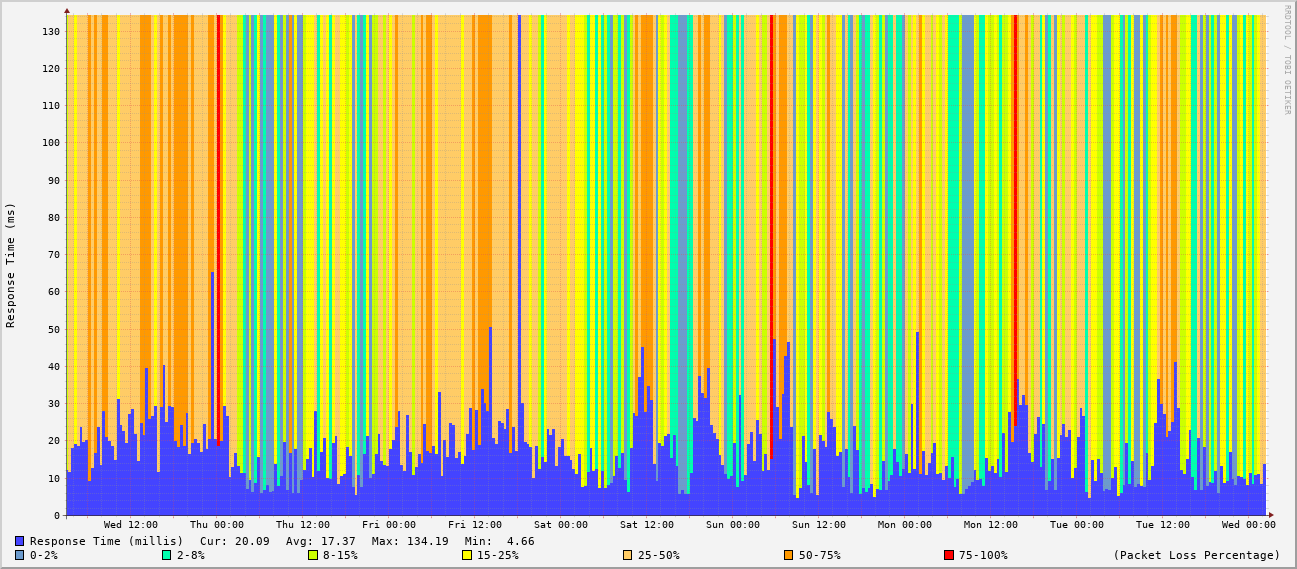 RRDTOOL / TOBI OETIKER
Response Time (ms)
130
120
110
100
90
80
70
60
50
40
30
20
10
0
Wed 12:00 Thu 00:00 Thu 12:00 Fri 00:00 Fri 12:00 Sat 00:00 Sat 12:00 Sun 00:00 Sun 12:00 Mon 00:00 Mon 12:00 Tue 00:00 Tue 12:00 Wed 00:00
Response Time (millis) Cur: 20.09 Avg: 17.37 Max: 134.19 Min: 4.66
0-2% 2-8% 8-15% 15-25% 25-50% 50-75% 75-100% (Packet Loss Percentage)